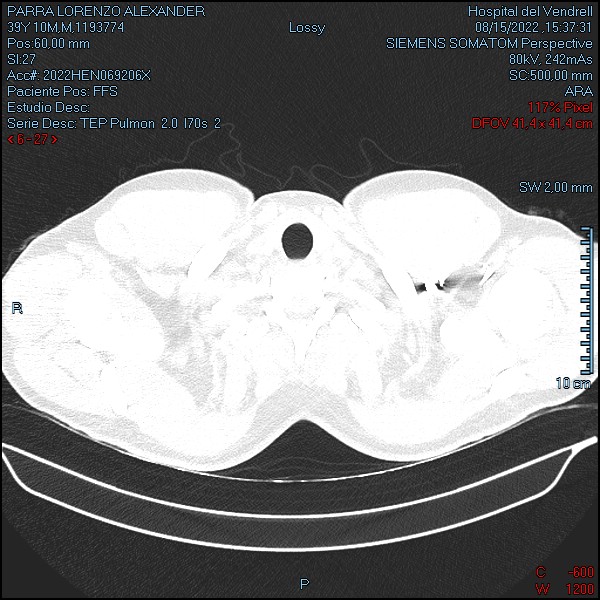 PARRA LORENZO ALEXANDER
39Y 10M,M,1193774
Pos:60,00 mm
SI:27
Acc#: 2022HEN069206X
Paciente Pos: FFS
Estudio Desc:
Serie Desc: TEP Pulmon 2.0 I70s 2
< 6 - 27 >
Lossy
Hospital del Vendrell
08/15/2022 ,15:37:31
SIEMENS SOMATOM Perspective
80kV, 242mAs
SC:500,00 mm
ARA
117% Pixel
DFOV 41,4 x 41,4 cm
SW 2,00 mm
R
10 cm
P
C -600
W 1200